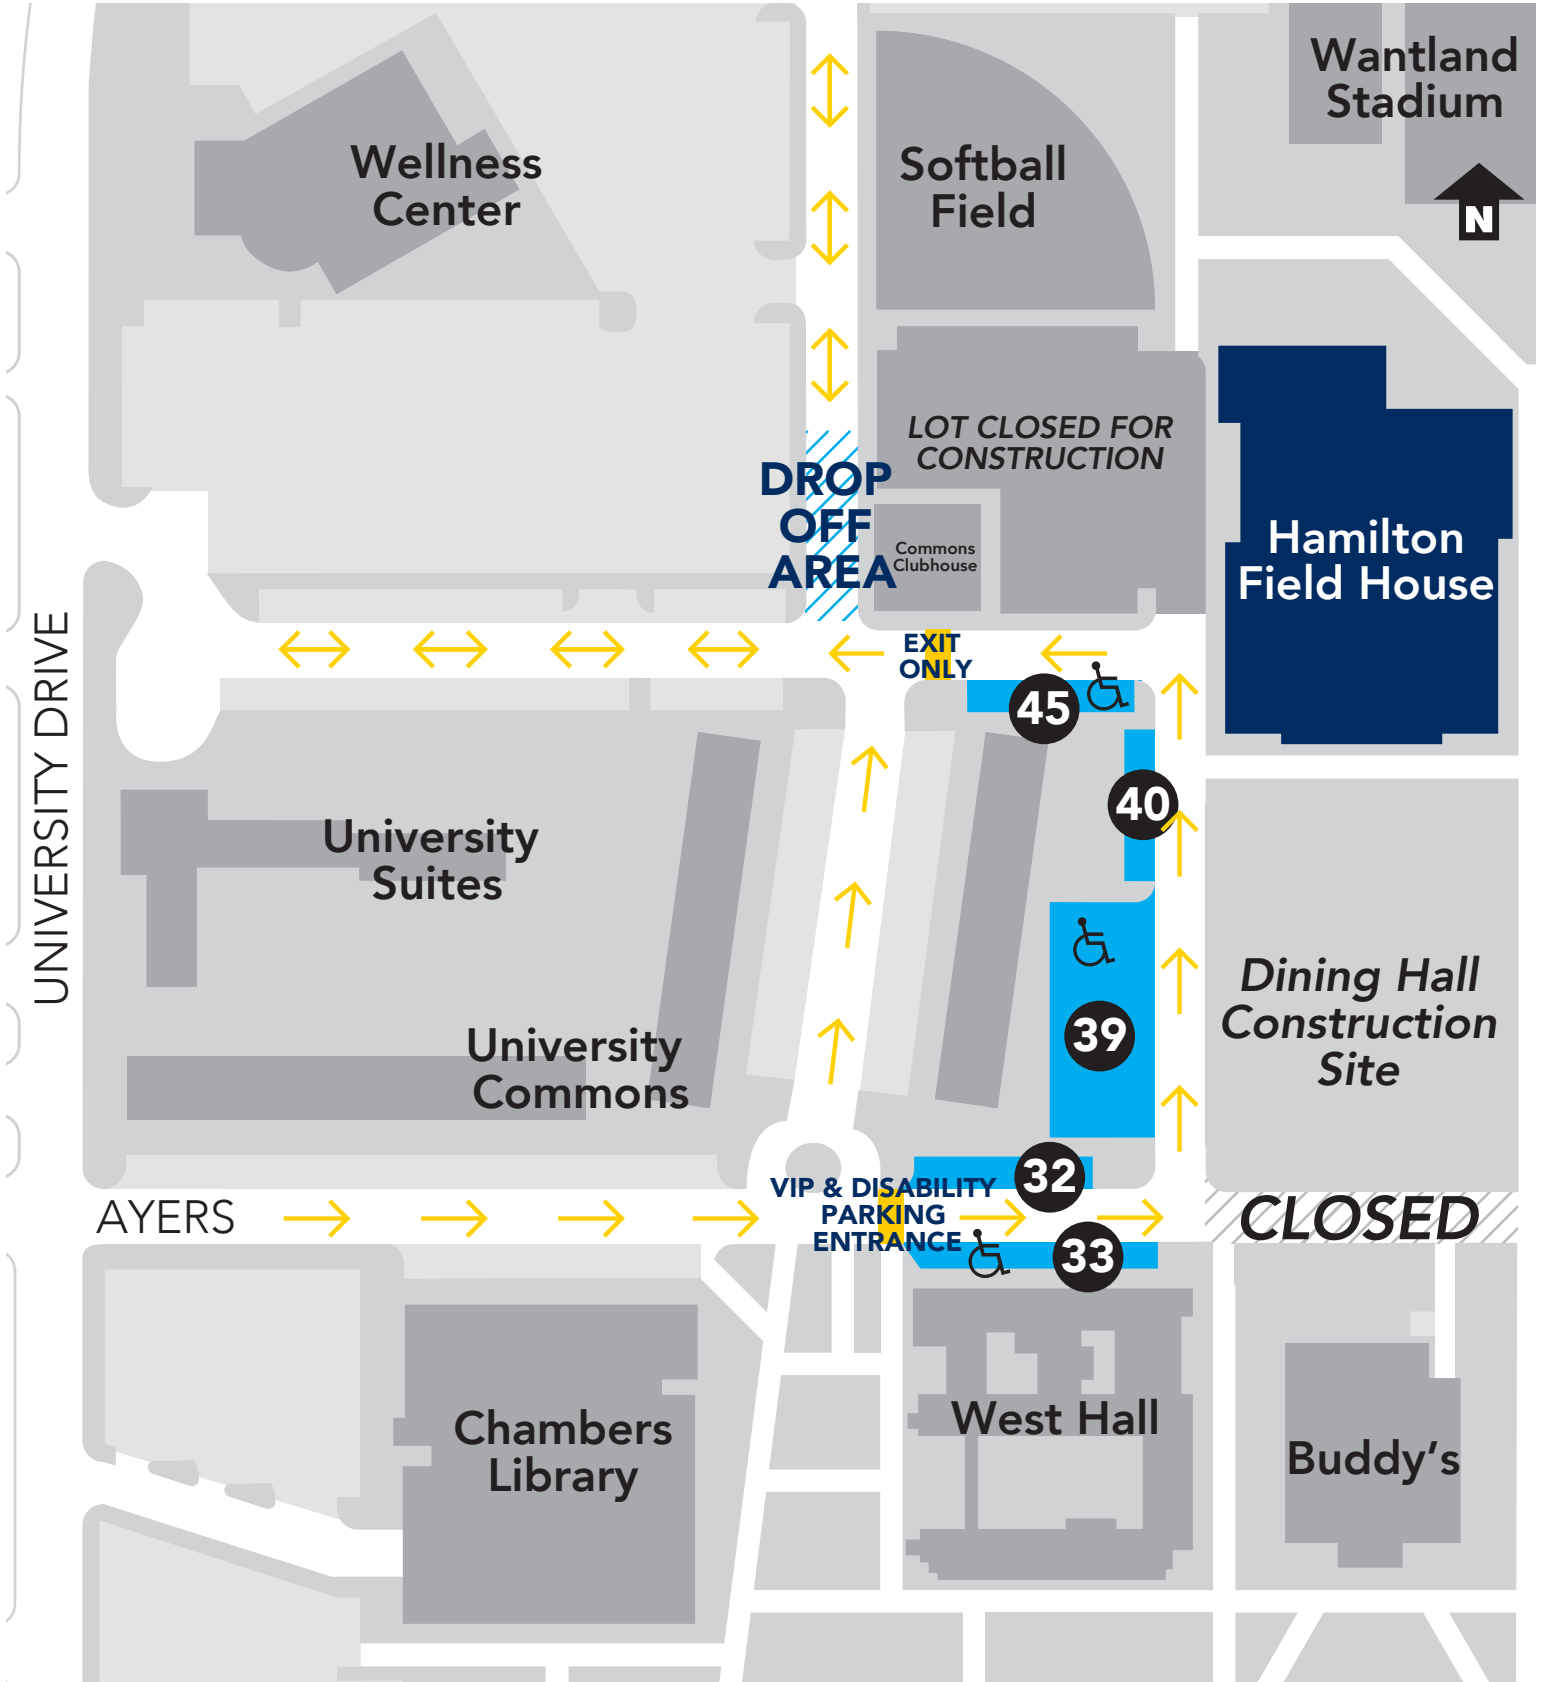 Wantland
Stadium
Wellness
Center
Softball
Field
N
LOT CLOSED FOR
CONSTRUCTION
DROP
OFF
AREA
Commons
Clubhouse
Hamilton
Field House
EXIT
ONLY
45
UNIVERSITY DRIVE
40
University
Suites
Dining Hall
Construction
Site
39
University
Commons
32
VIP & DISABILITY
PARKING
ENTRANCE
AYERS
CLOSED
33
Chambers
Library
West Hall
Buddy's